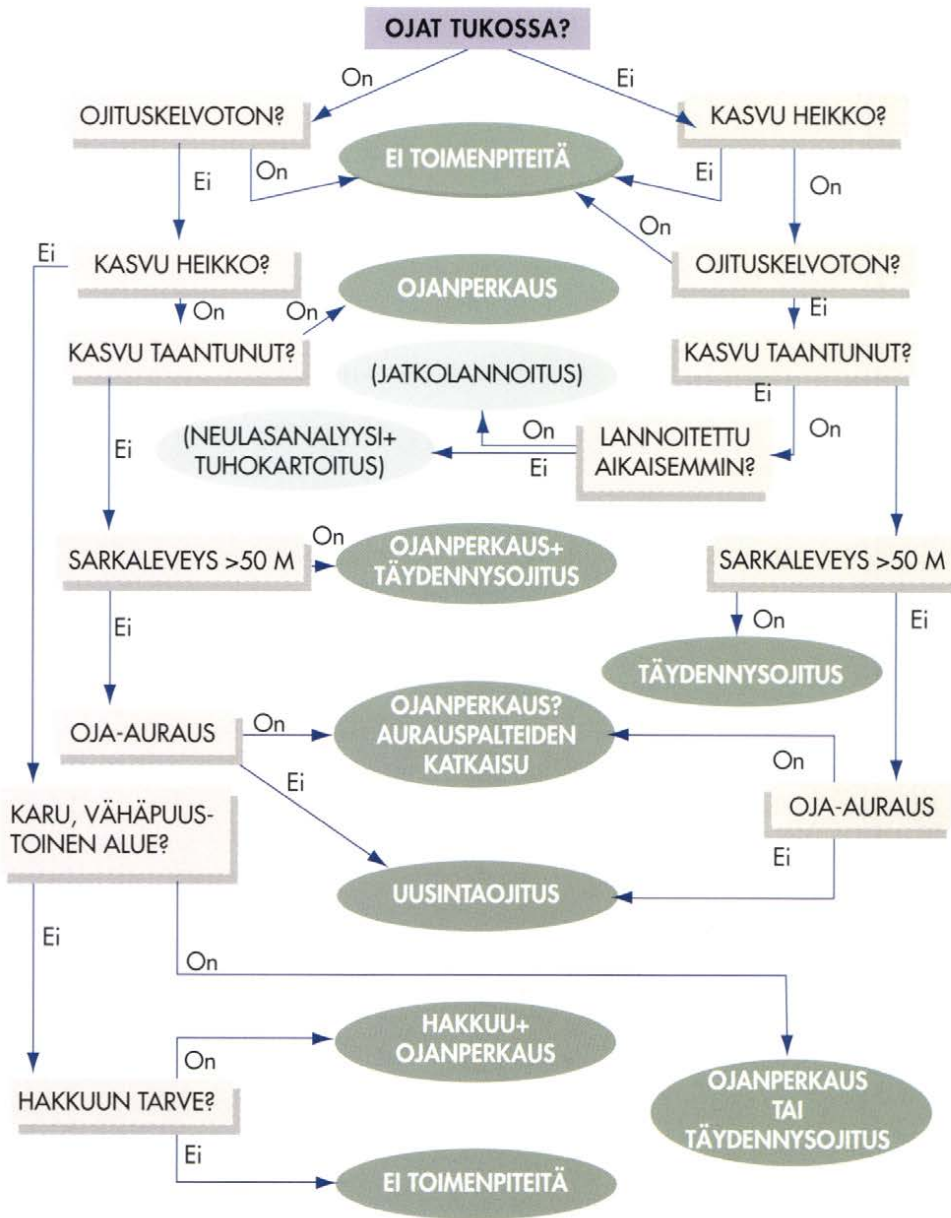 OJAT TUKOSSA?
On
Ei
OJITUSKELVOTON?
KASVU HEIKKO?
EI TOIMENPITEITÄ
Ei
On
Ei
On
On
Ei
KASVU HEIKKO?
OJITUSKELVOTON?
OJANPERKAUS
On
On
Ei
KASVU TAANTUNUT?
KASVU TAANTUNUT?
(JATKOLANNOITUS)
Ei
On
Ei
(NEULASANALYYSI+
TUHOKARTOITUS)
On
Ei
LANNOITETTU
AIKAISEMMIN?
SARKALEVEYS >50 M
On
OJANPERKAUS+
TÄYDENNYSOJITUS
SARKALEVEYS >50 M
Ei
On
Ei
TÄYDENNYSOJITUS
OJA-AURAUS
On
OJANPERKAUS?
AURAUSPALTEIDEN
KATKAISU
Ei
On
KARU, VÄHÄPUUS-
TOINEN ALUE?
OJA-AURAUS
Ei
UUSINTAOJITUS
Ei
On
HAKKUU+
OJANPERKAUS
On
HAKKUUN TARVE?
OJANPERKAUS
TAI
TÄYDENNYSOJITUS
Ei
EI TOIMENPITEITÄ